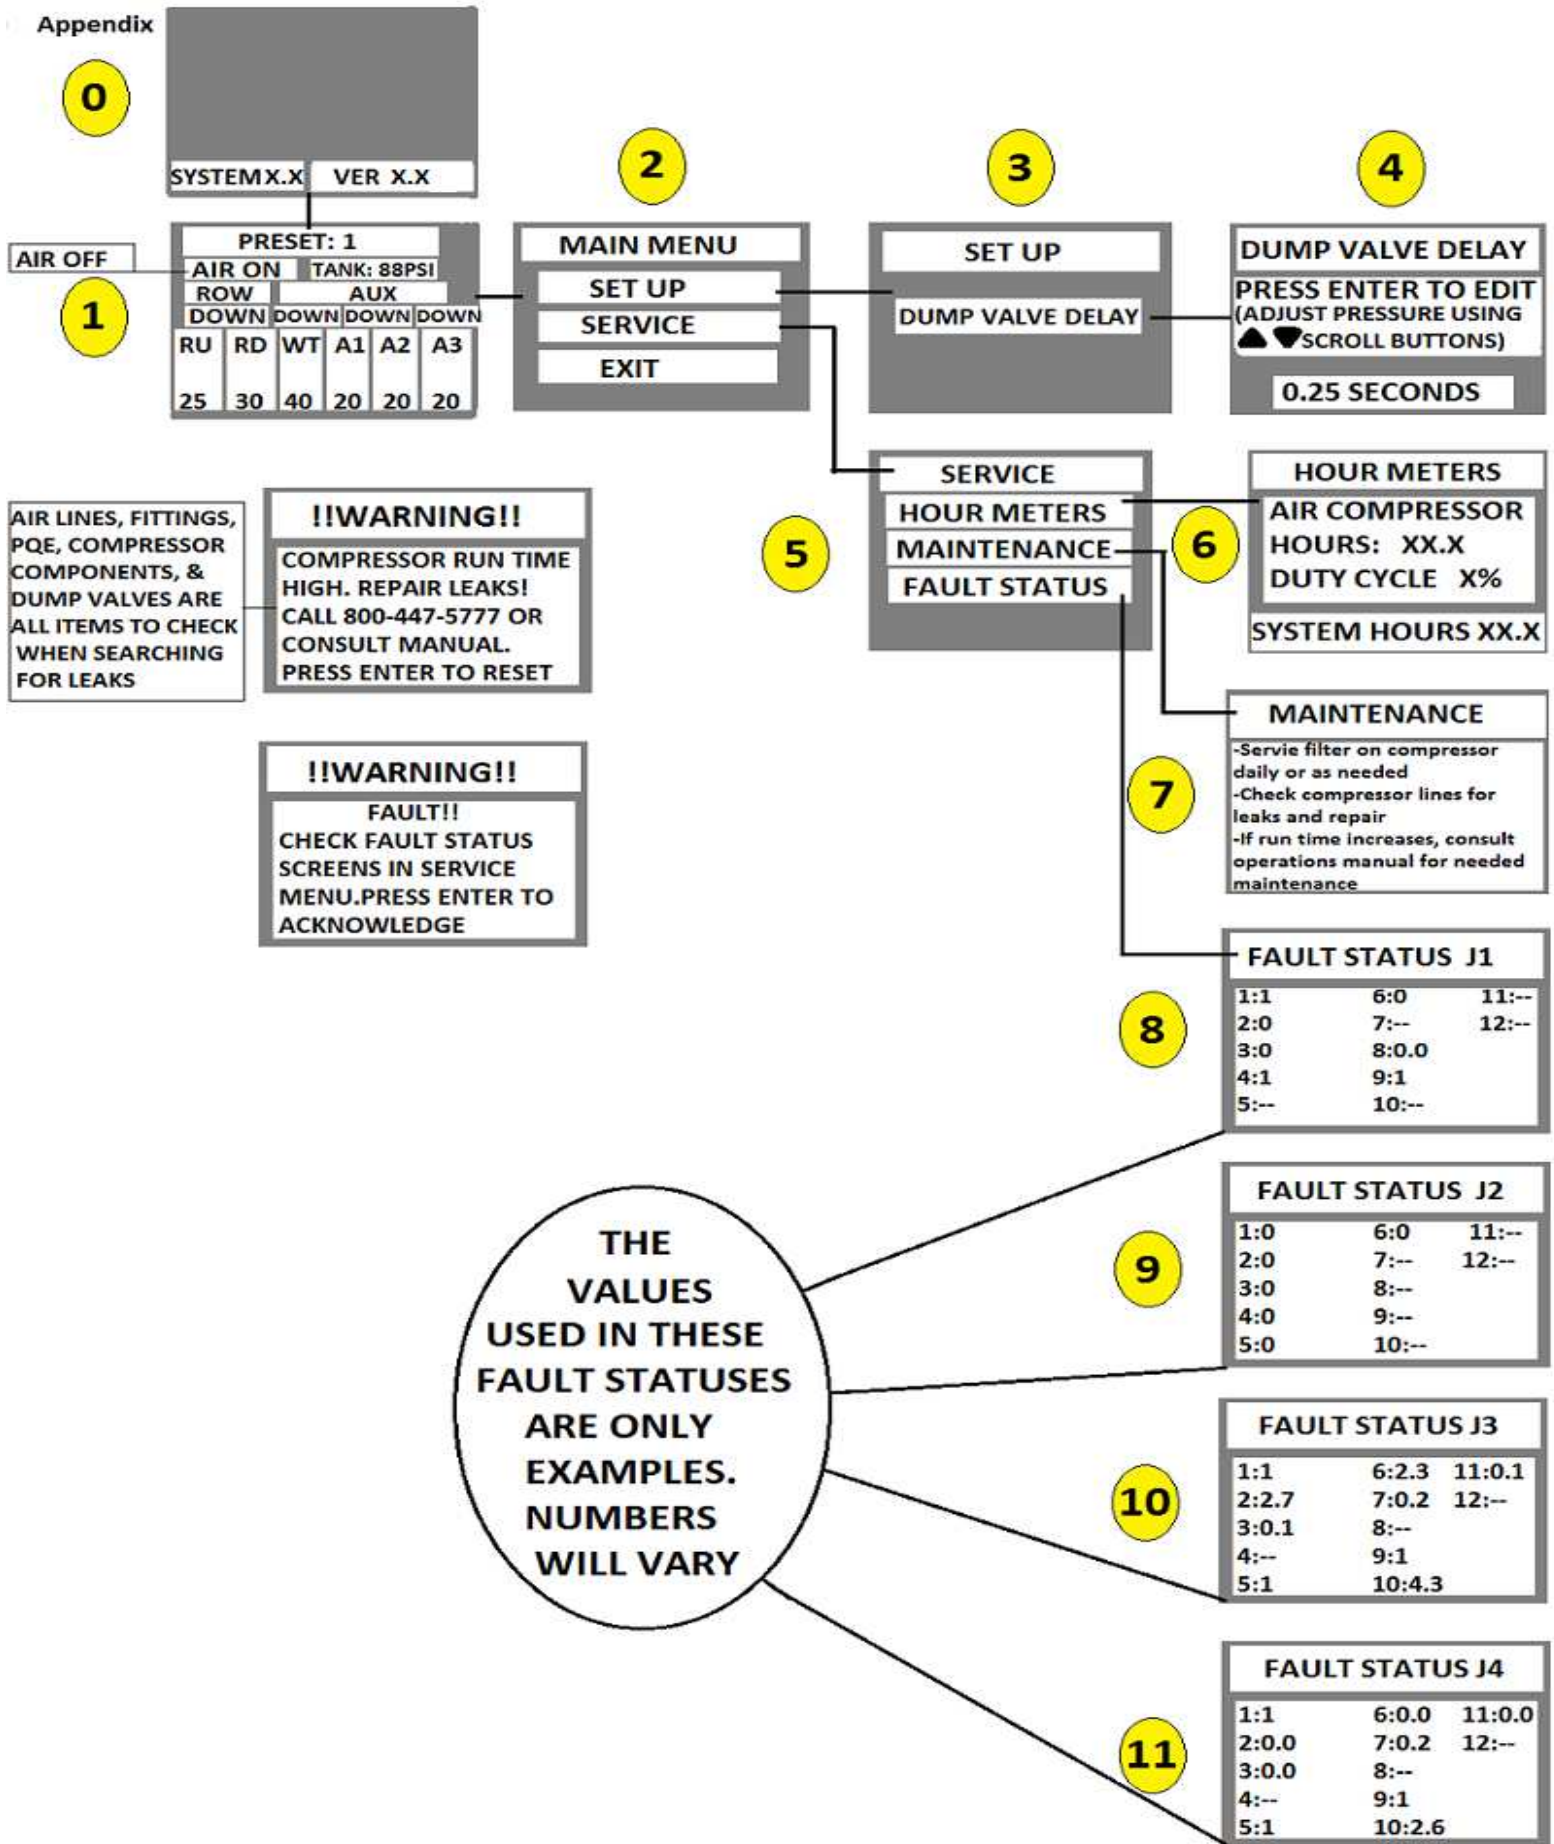 Appendix
0
SYSTEM X.X VER X.X
AIR OFF
1
PRESET: 1
AIR ON TANK: 88PSI
ROW AUX
DOWN DOWN DOWN DOWN
RU RD WT A1 A2 A3
25 30 40 20 20 20
2
MAIN MENU
SET UP
SERVICE
EXIT
3
SET UP
DUMP VALVE DELAY
4
DUMP VALVE DELAY
PRESS ENTER TO EDIT
(ADJUST PRESSURE USING
▲ ▼ SCROLL BUTTONS)
0.25 SECONDS
AIR LINES, FITTINGS,
PQE, COMPRESSOR
COMPONENTS, &
DUMP VALVES ARE
ALL ITEMS TO CHECK
WHEN SEARCHING
FOR LEAKS
!!WARNING!!
COMPRESSOR RUN TIME
HIGH. REPAIR LEAKS!
CALL 800-447-5777 OR
CONSULT MANUAL.
PRESS ENTER TO RESET
!!WARNING!!
FAULT!!
CHECK FAULT STATUS
SCREENS IN SERVICE
MENU.PRESS ENTER TO
ACKNOWLEDGE
5
SERVICE
HOUR METERS
MAINTENANCE
FAULT STATUS
6
HOUR METERS
AIR COMPRESSOR
HOURS: XX.X
DUTY CYCLE X%
SYSTEM HOURS XX.X
7
MAINTENANCE
-Servie filter on compressor
daily or as needed
-Check compressor lines for
leaks and repair
-If run time increases, consult
operations manual for needed
maintenance
8
FAULT STATUS J1
1:1 6:0 11:--
2:0 7:-- 12:--
3:0 8:0.0
4:1 9:1
5:-- 10:--
9
FAULT STATUS J2
1:0 6:0 11:--
2:0 7:-- 12:--
3:0 8:--
4:0 9:--
5:0 10:--
THE
VALUES
USED IN THESE
FAULT STATUSES
ARE ONLY
EXAMPLES.
NUMBERS
WILL VARY
10
FAULT STATUS J3
1:1 6:2.3 11:0.1
2:2.7 7:0.2 12:--
3:0.1 8:--
4:-- 9:1
5:1 10:4.3
11
FAULT STATUS J4
1:1 6:0.0 11:0.0
2:0.0 7:0.2 12:--
3:0.0 8:--
4:-- 9:1
5:1 10:2.6